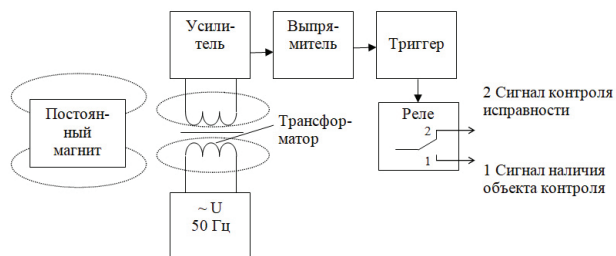 Усили-
тель
Выпря-
митель
Триггер
Постоян-
ный
магнит
Трансфор-
матор
~ U
50 Гц
Реле
2
1
2 Сигнал контроля
исправности
1 Сигнал наличия
объекта контроля